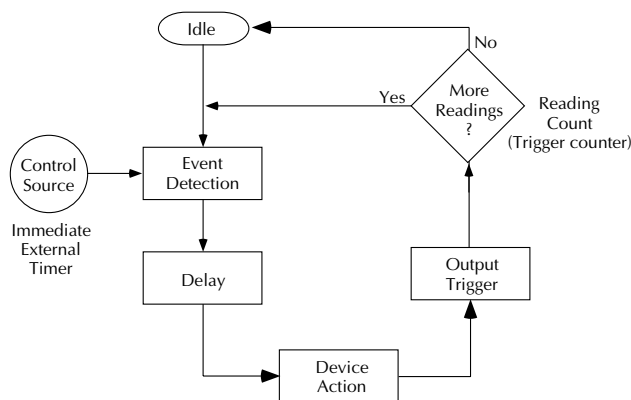 Idle
No
Yes
More
Readings
?
Reading
Count
(Trigger counter)
Control
Source
Event
Detection
Immediate
External
Timer
Delay
Output
Trigger
Device
Action